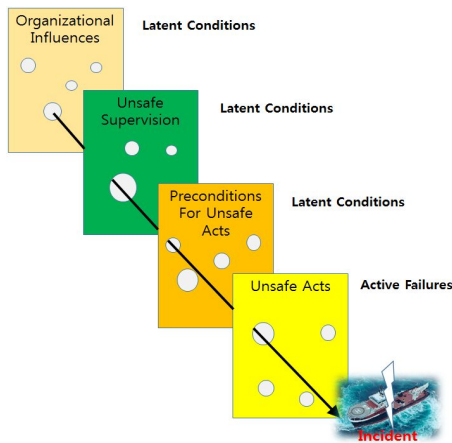 Organizational
Influences
Latent Conditions
Unsafe
Supervision
Latent Conditions
Preconditions
For Unsafe
Acts
Latent Conditions
Unsafe Acts
Active Failures
Incident